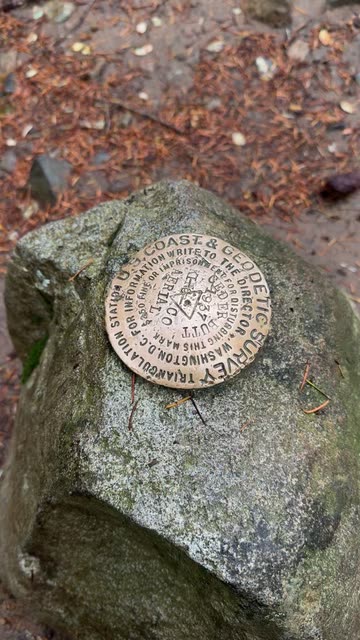 U.S. COAST & GEODETIC SURVEY
TRIANGULATION STATION
FOR INFORMATION WRITE TO THE DIRECTOR
WASHINGTON, D.C.
$250 FINE OR IMPRISONMENT FOR DISTURBING THIS MARK.